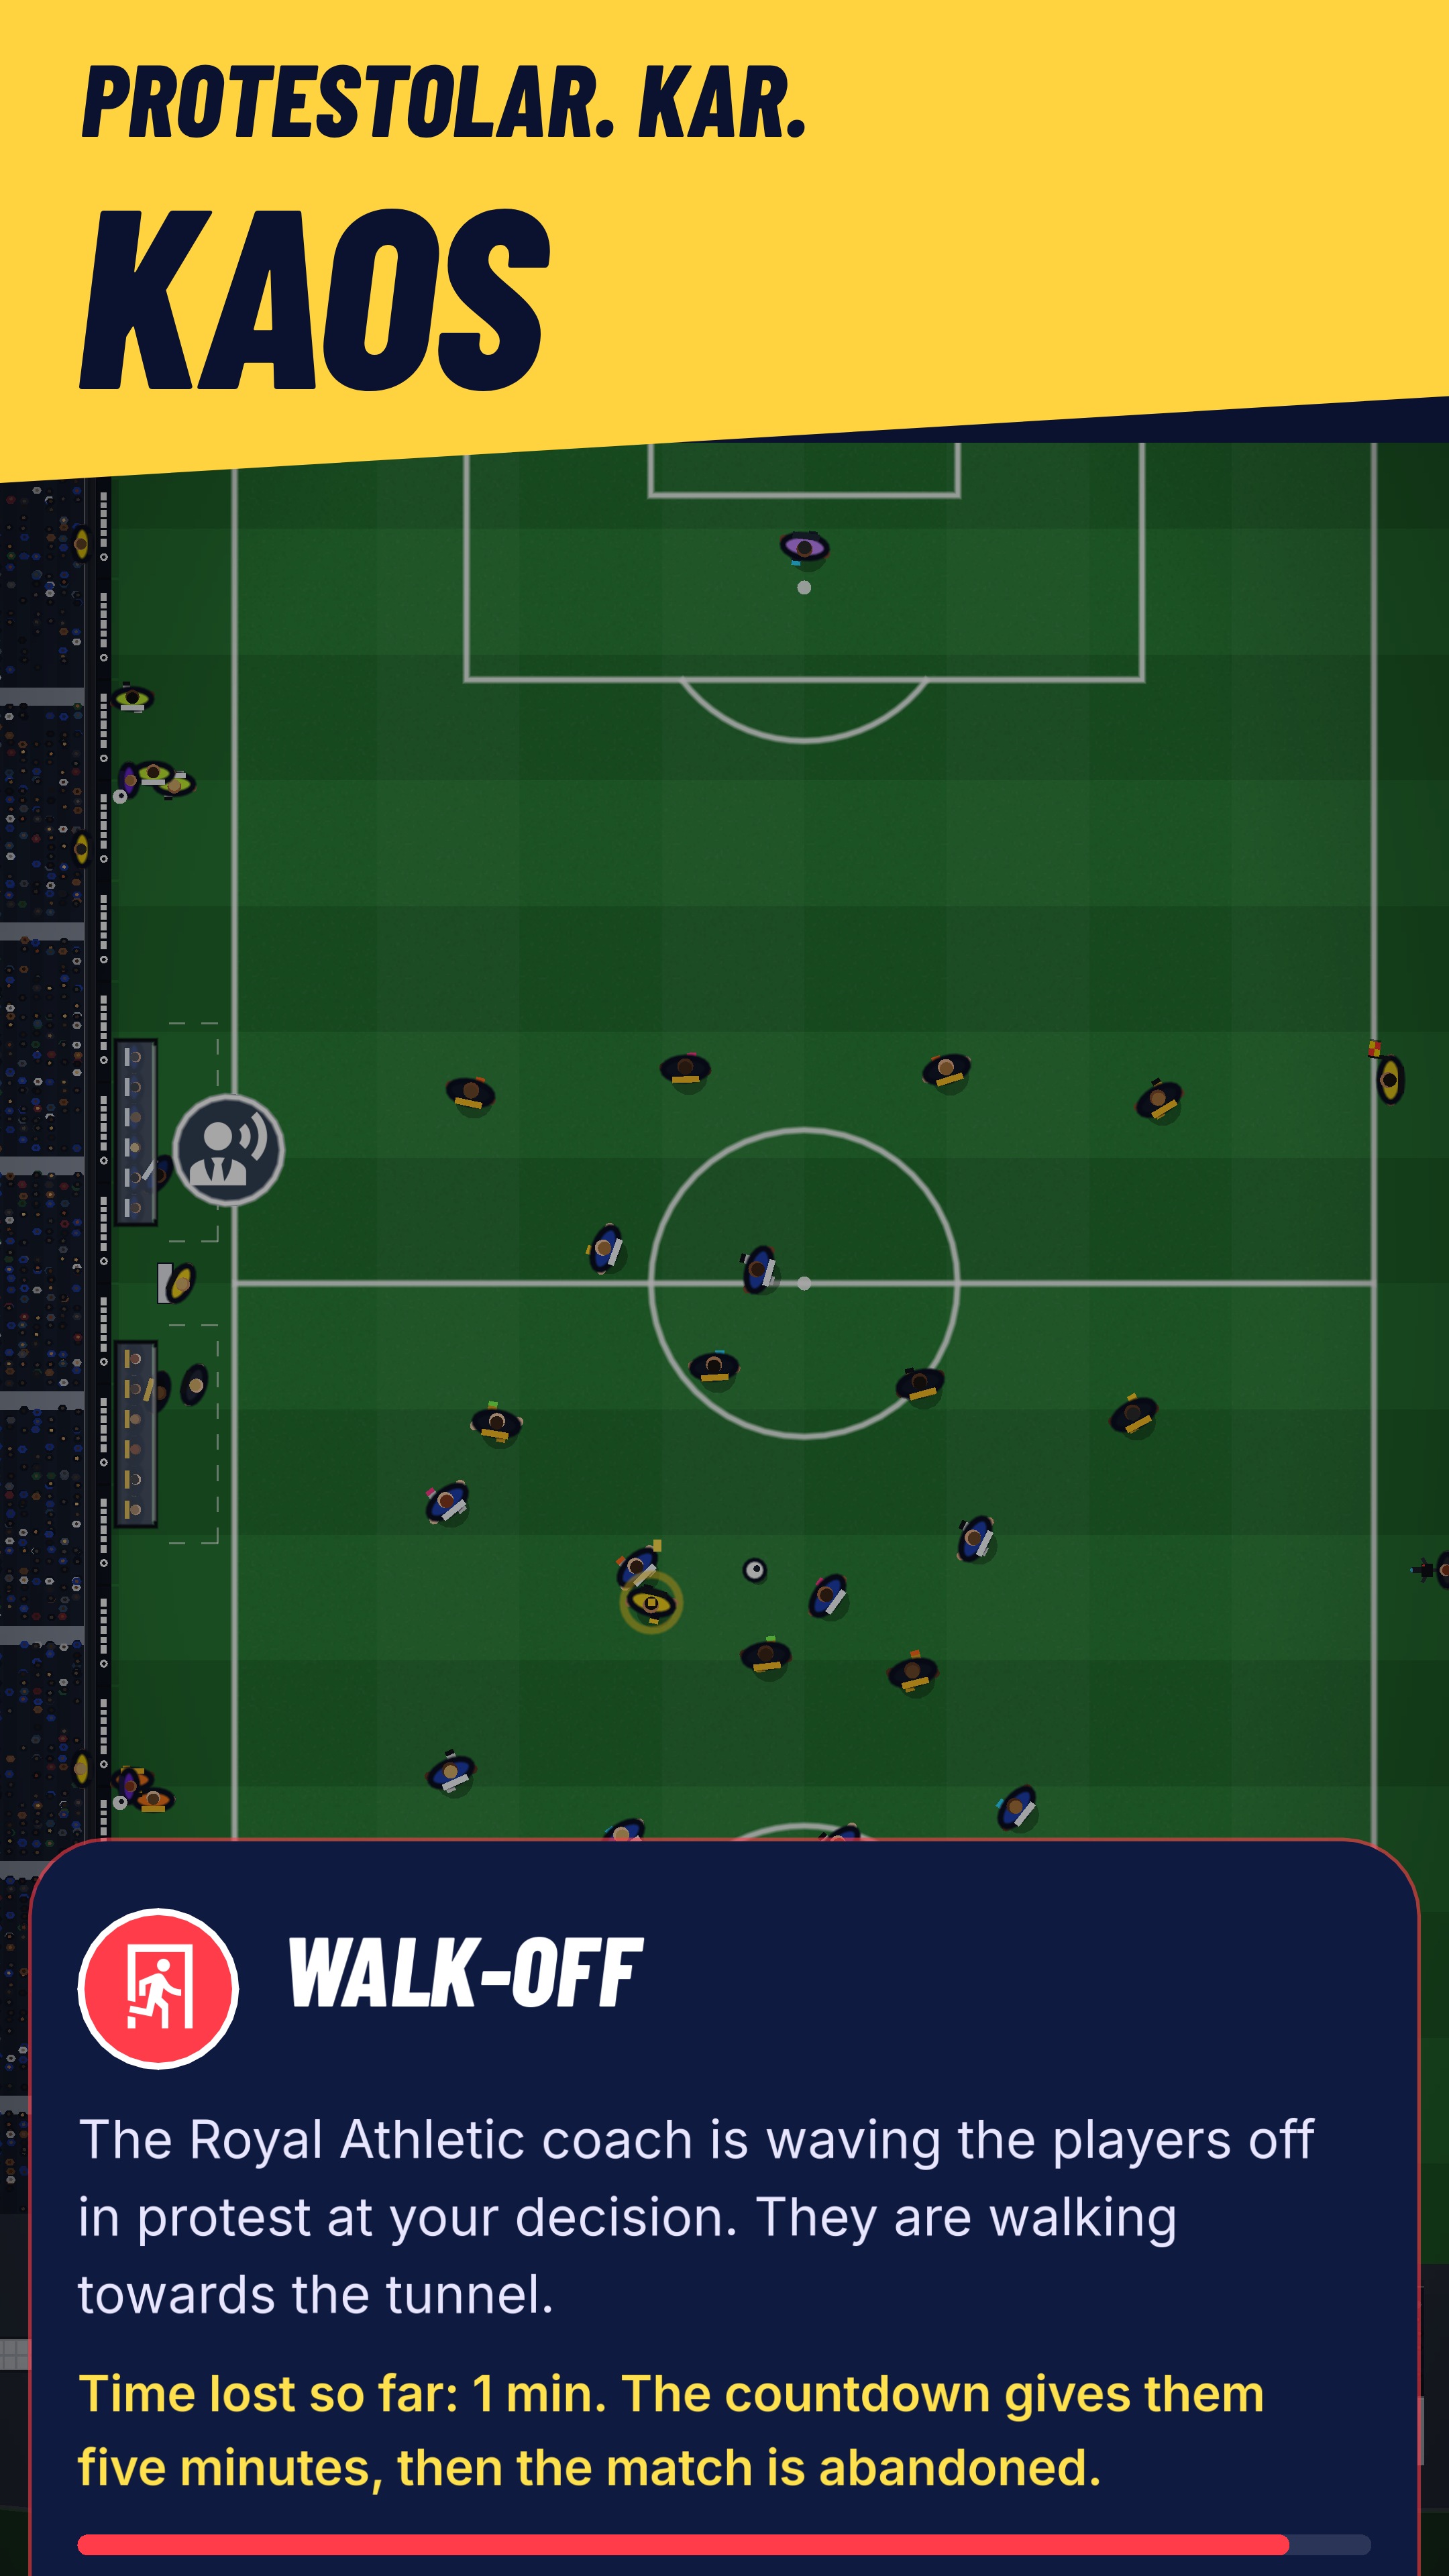 PROTESTOLAR. KAR.
KAOS
WALK-OFF
The Royal Athletic coach is waving the players off
in protest at your decision. They are walking
towards the tunnel.
Time lost so far: 1 min. The countdown gives them
five minutes, then the match is abandoned.